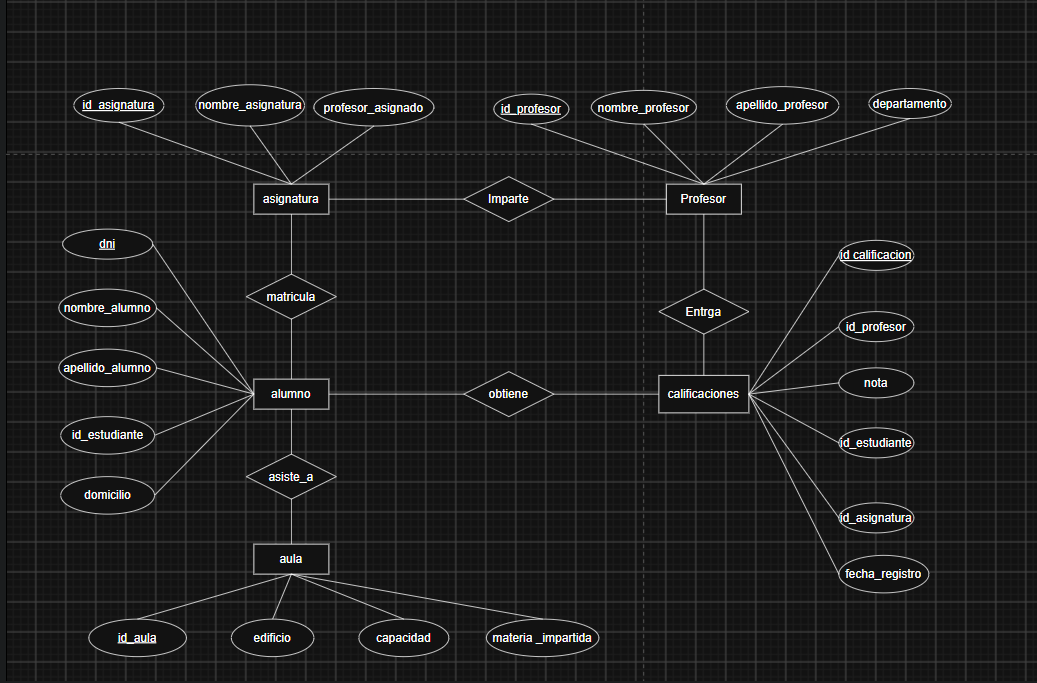 id_asignatura
nombre_asignatura
profesor_asignado
id_profesor
nombre_profesor
apellido_profesor
departamento
asignatura
Imparte
Profesor
dni
nombre_alumno
apellido_alumno
id_estudiante
domicilio
matricula
Entrga
id calificacion
id_profesor
nota
id_estudiante
id_asignatura
fecha_registro
alumno
obtiene
calificaciones
asiste_a
aula
id_aula
edificio
capacidad
materia _impartida